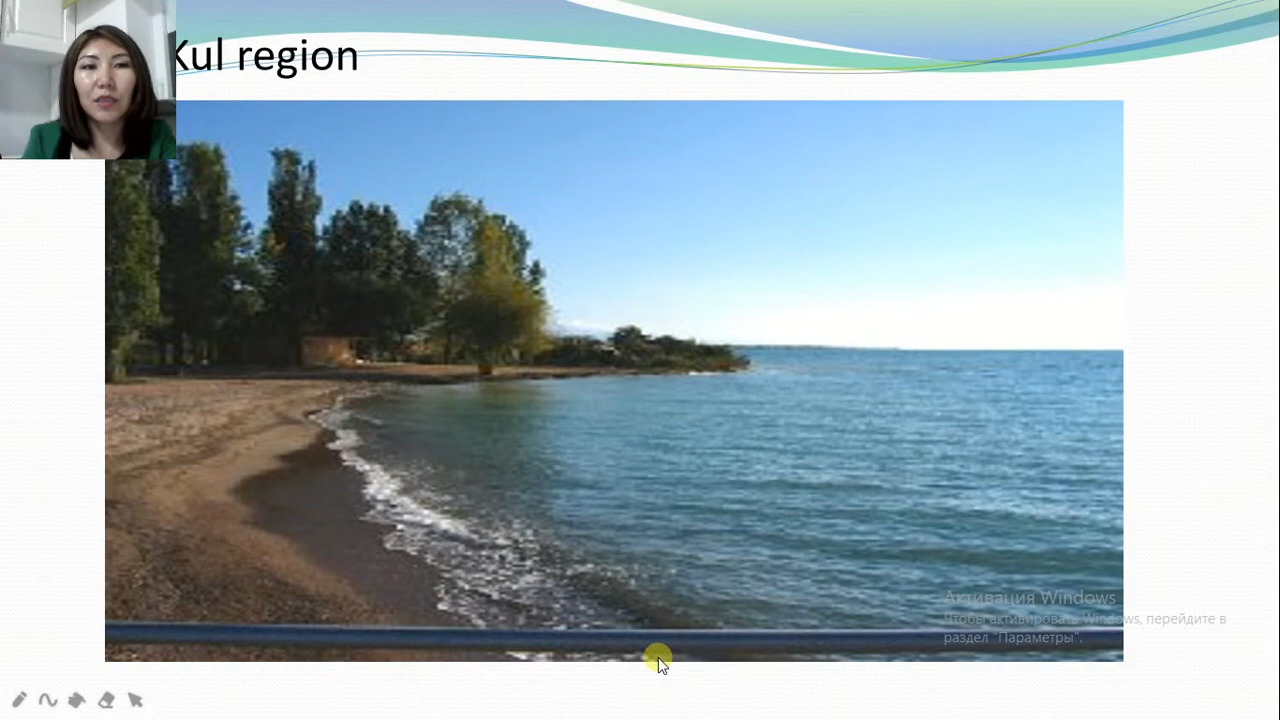 Kul region
Активация Windows
Чтобы активировать Windows, перейдите в
раздел "Параметры".